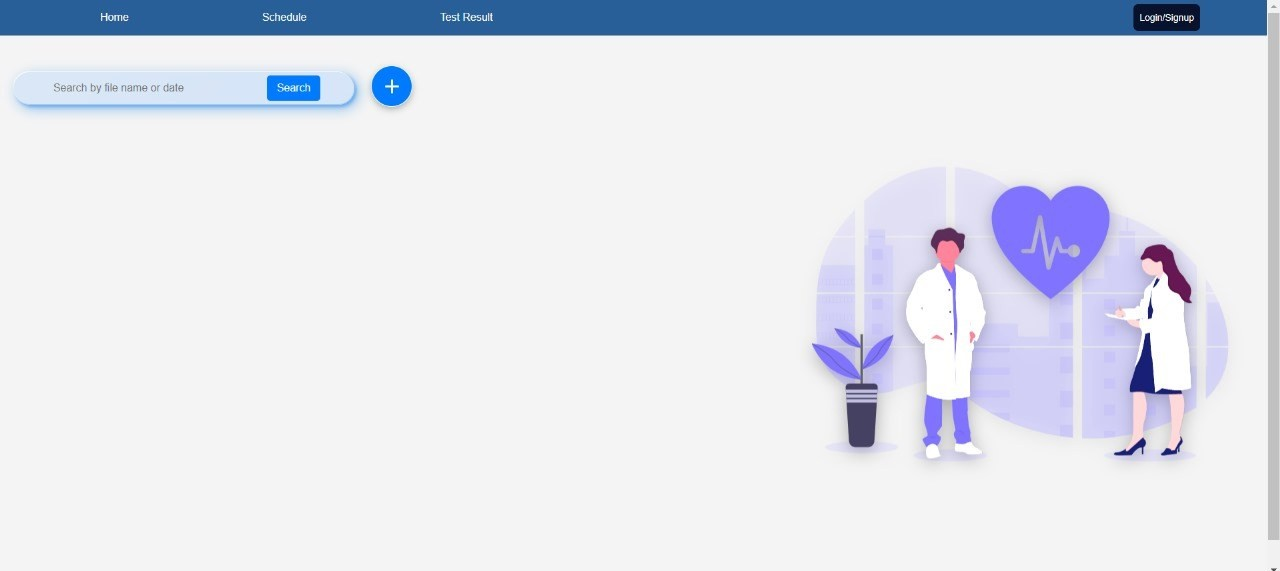 Home Schedule Test Result Login/Signup
Search by file name or date Search